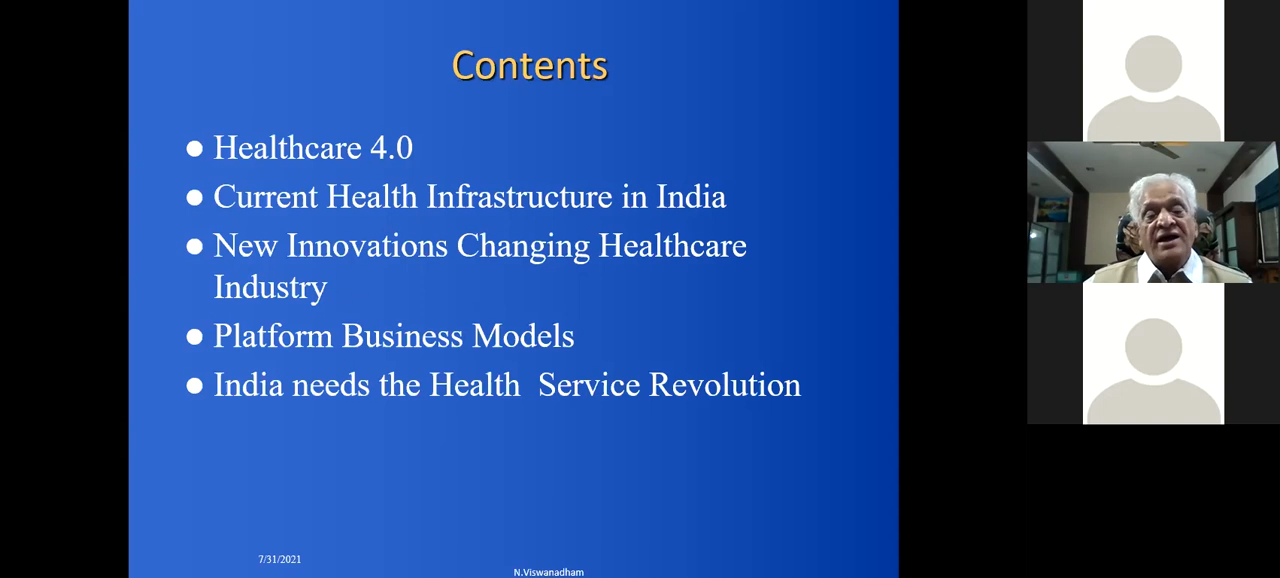 Contents
● Healthcare 4.0
● Current Health Infrastructure in India
● New Innovations Changing Healthcare
Industry
● Platform Business Models
● India needs the Health  Service Revolution
7/31/2021
N.Viswanadham